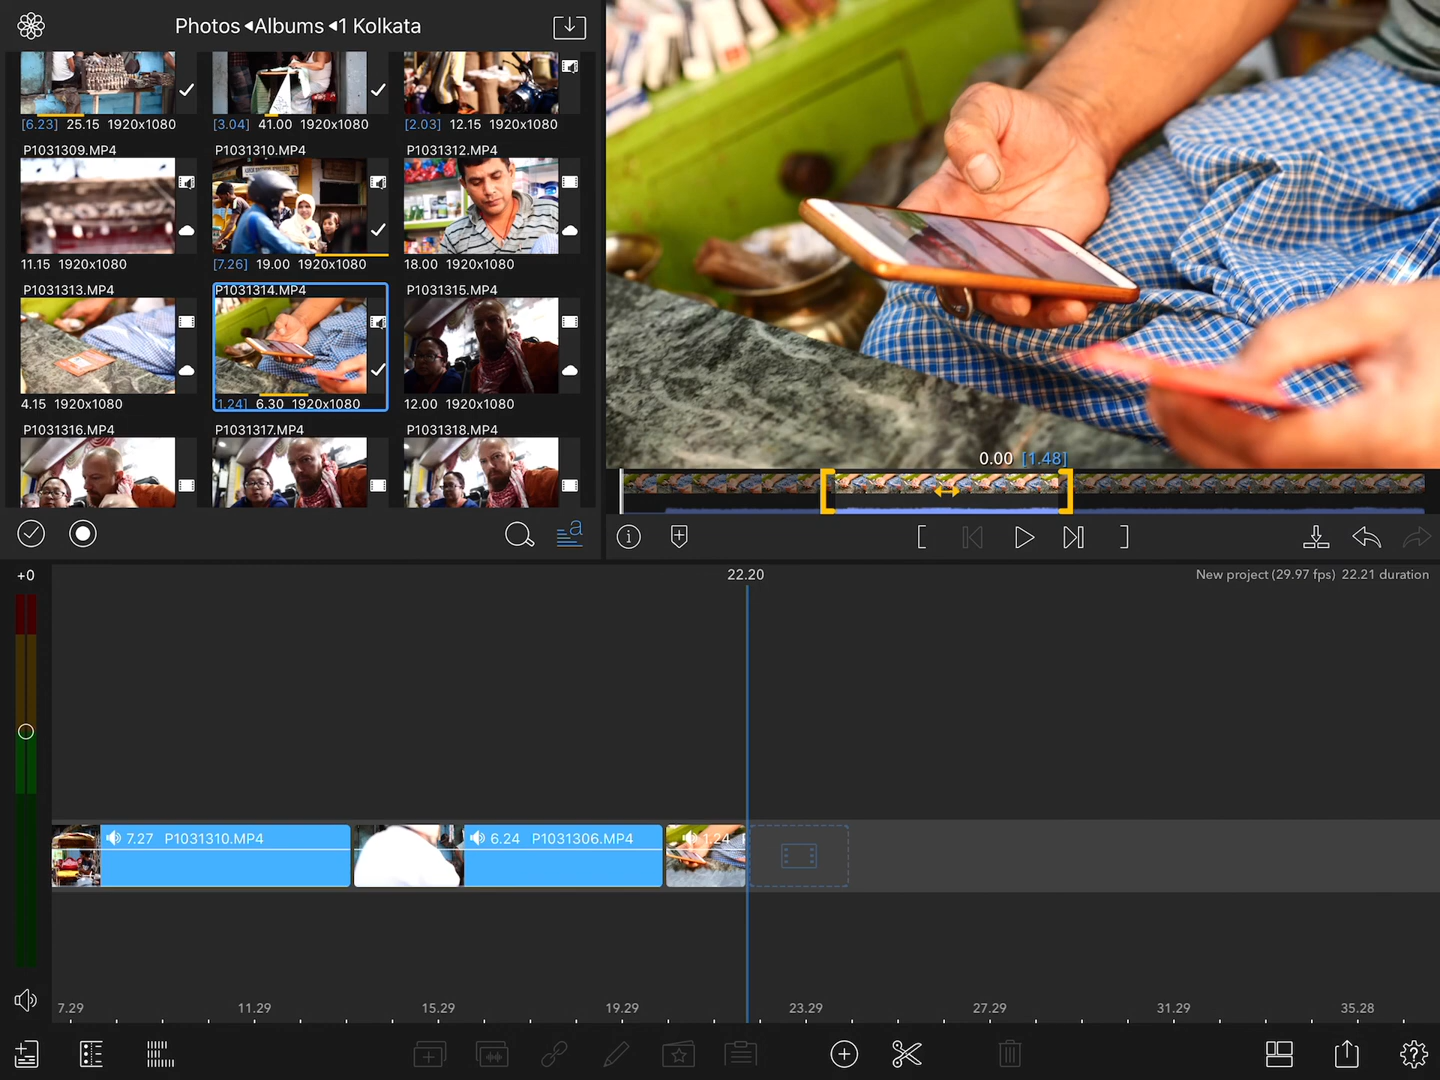 Photos ◂Albums ◂1 Kolkata
[6.23] 25.15 1920x1080
[3.04] 41.00 1920x1080
[2.03] 12.15 1920x1080
P1031309.MP4
P1031310.MP4
P1031312.MP4
11.15 1920x1080
[7.26] 19.00 1920x1080
18.00 1920x1080
P1031313.MP4
P1031314.MP4
P1031315.MP4
4.15 1920x1080
[1.24] 6.30 1920x1080
12.00 1920x1080
P1031316.MP4
P1031317.MP4
P1031318.MP4
a
0.00 [1.48]
+0
22.20
New project (29.97 fps) 22.21 duration
7.27 P1031310.MP4
6.24 P1031306.MP4
1.24
7.29
11.29
15.29
19.29
23.29
27.29
31.29
35.28